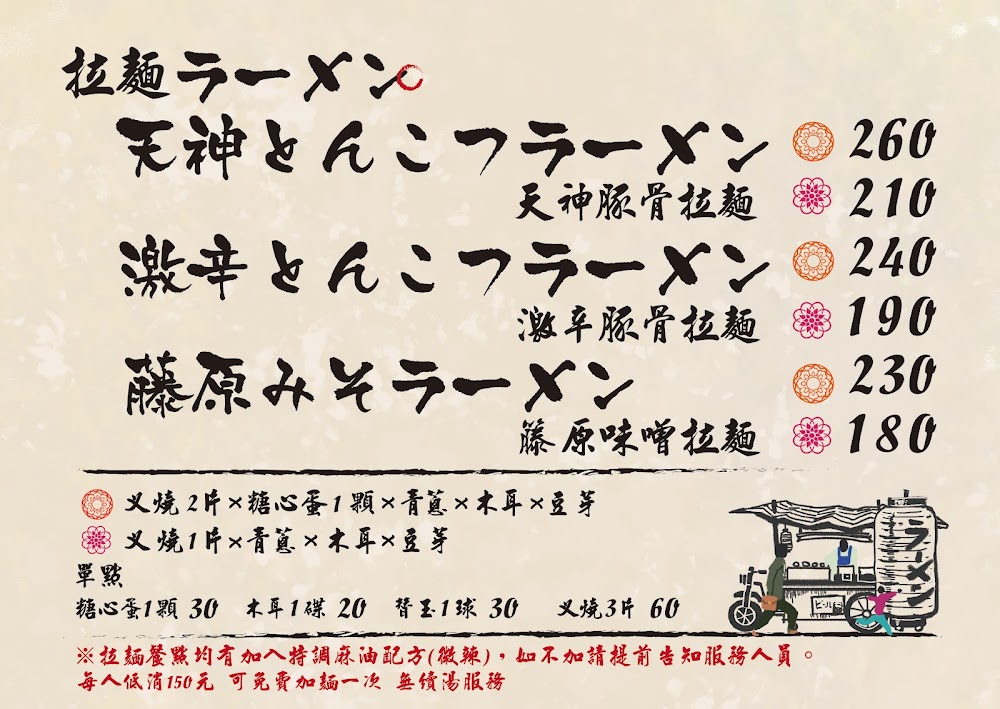 拉麵ラーメン
天神とんこつラーメン 260
天神豚骨拉麵 210
激辛とんこつラーメン 240
激辛豚骨拉麵 190
藤原みそラーメン 230
藤原味噌拉麵 180
叉燒2片×糖心蛋1顆×青蔥×木耳×豆芽
叉燒1片×青蔥×木耳×豆芽
單點
糖心蛋1顆 30 木耳1碟 20 替玉1球 30 叉燒3片 60
ラーメン
ビール
※拉麵餐點均有加入特調麻油配方(微辣)，如不加請提前告知服務人員。
每人低消150元 可免費加麵一次 無續湯服務